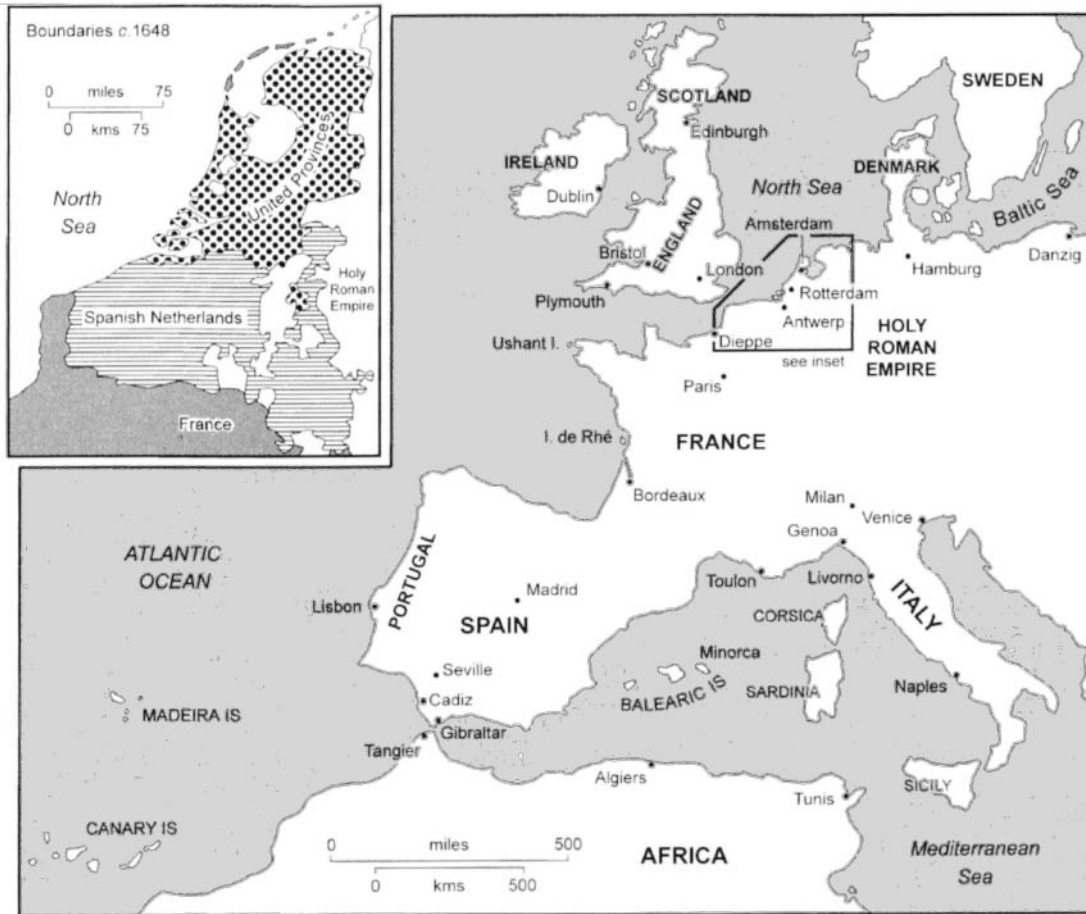 Boundaries c.1648
0 miles 75
0 kms 75
North
Sea
United Provinces
Holy
Roman
Empire
Spanish Netherlands
France
SWEDEN
SCOTLAND
Edinburgh
IRELAND
DENMARK
Dublin
North Sea
Baltic Sea
Amsterdam
Bristol
ENGLAND
Danzig
London
Hamburg
Plymouth
Rotterdam
Antwerp
Ushant I.
Dieppe
HOLY
ROMAN
EMPIRE
see inset
Paris
I. de Rhé
FRANCE
Bordeaux
Milan
Venice
Genoa
ATLANTIC
OCEAN
PORTUGAL
Toulon
Livorno
ITALY
Lisbon
Madrid
CORSICA
SPAIN
Minorca
Seville
BALEARIC IS
SARDINIA
Naples
Cadiz
MADEIRA IS
Gibraltar
Tangier
Algiers
SICILY
Tunis
CANARY IS
0 miles 500
0 kms 500
AFRICA
Mediterranean
Sea